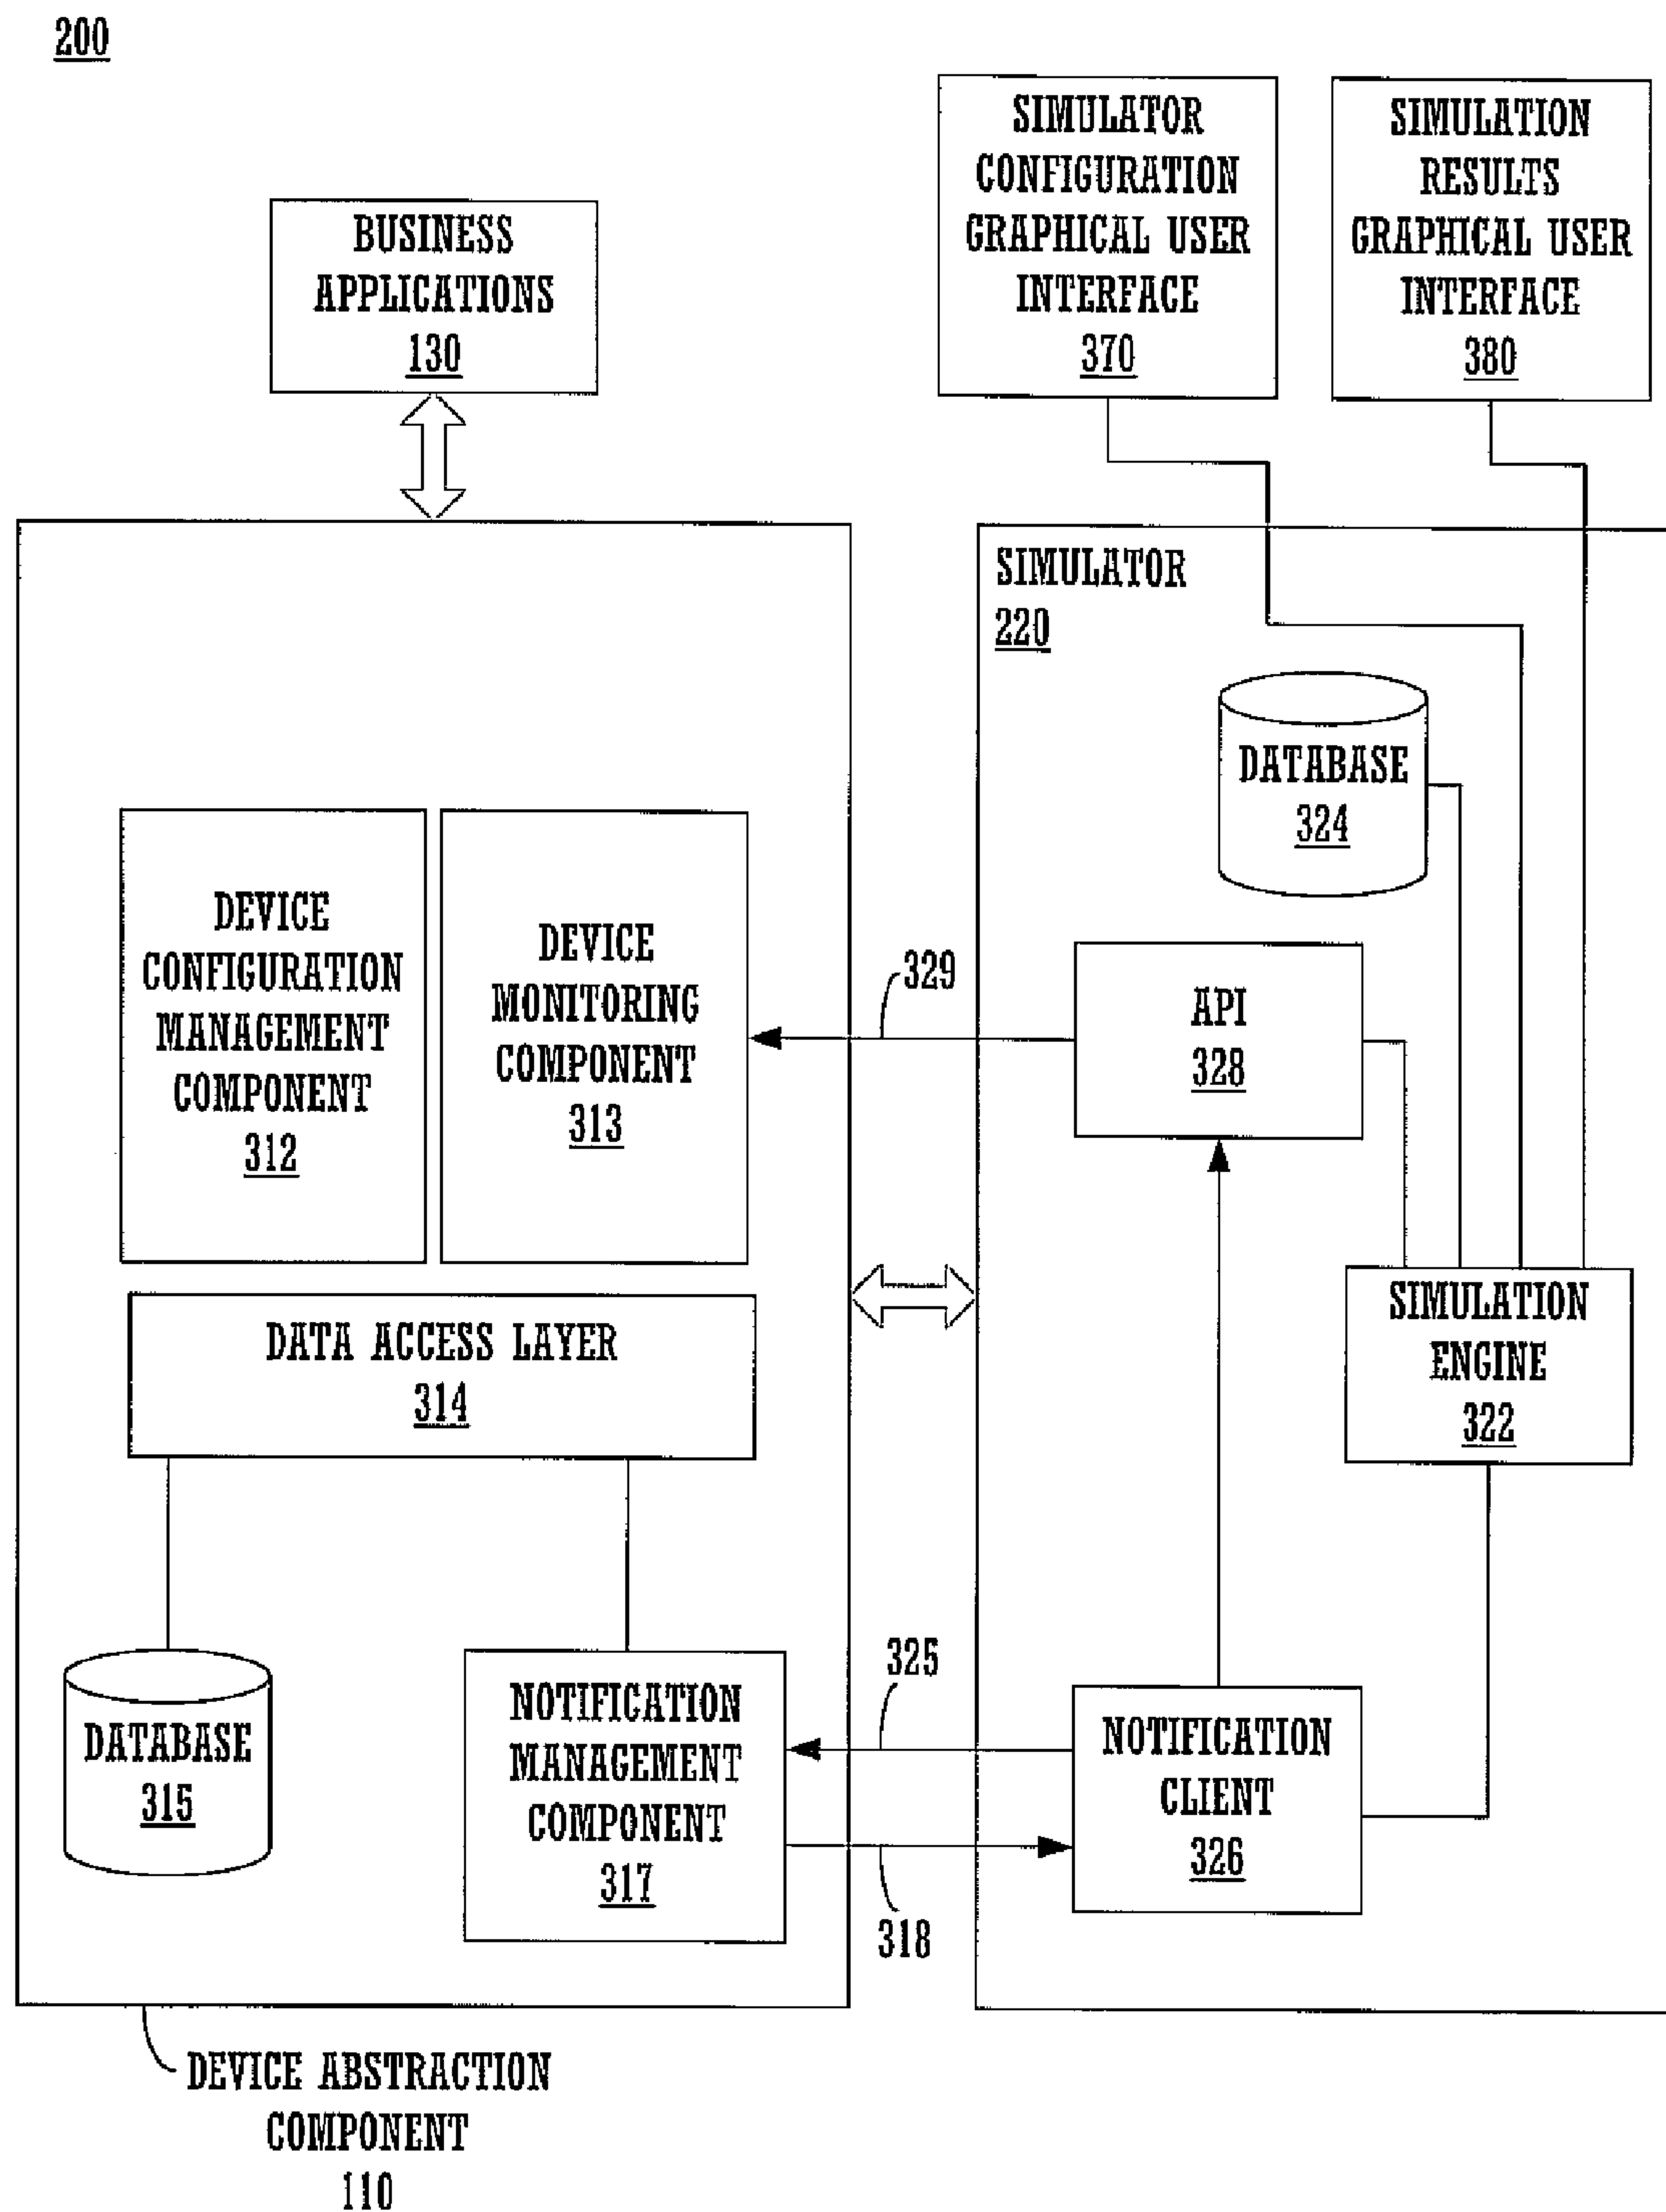 200
BUSINESS
APPLICATIONS
130
SIMULATOR
CONFIGURATION
GRAPHICAL USER
INTERFACE
370
SIMULATION
RESULTS
GRAPHICAL USER
INTERFACE
380
SIMULATOR
220
DATABASE
324
DEVICE
CONFIGURATION
MANAGEMENT
COMPONENT
312
DEVICE
MONITORING
COMPONENT
313
329
API
328
DATA ACCESS LAYER
314
SIMULATION
ENGINE
322
DATABASE
315
NOTIFICATION
MANAGEMENT
COMPONENT
317
325
318
NOTIFICATION
CLIENT
326
DEVICE ABSTRACTION
COMPONENT
110